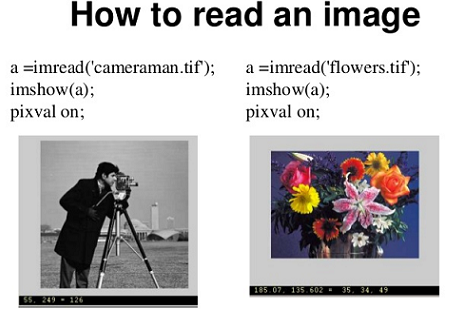 How to read an image
a =imread('cameraman.tif');
imshow(a);
pixval on;
a =imread('flowers.tif');
imshow(a);
pixval on;
55, 249 = 126
185 07, 135.602 = 35, 34, 49